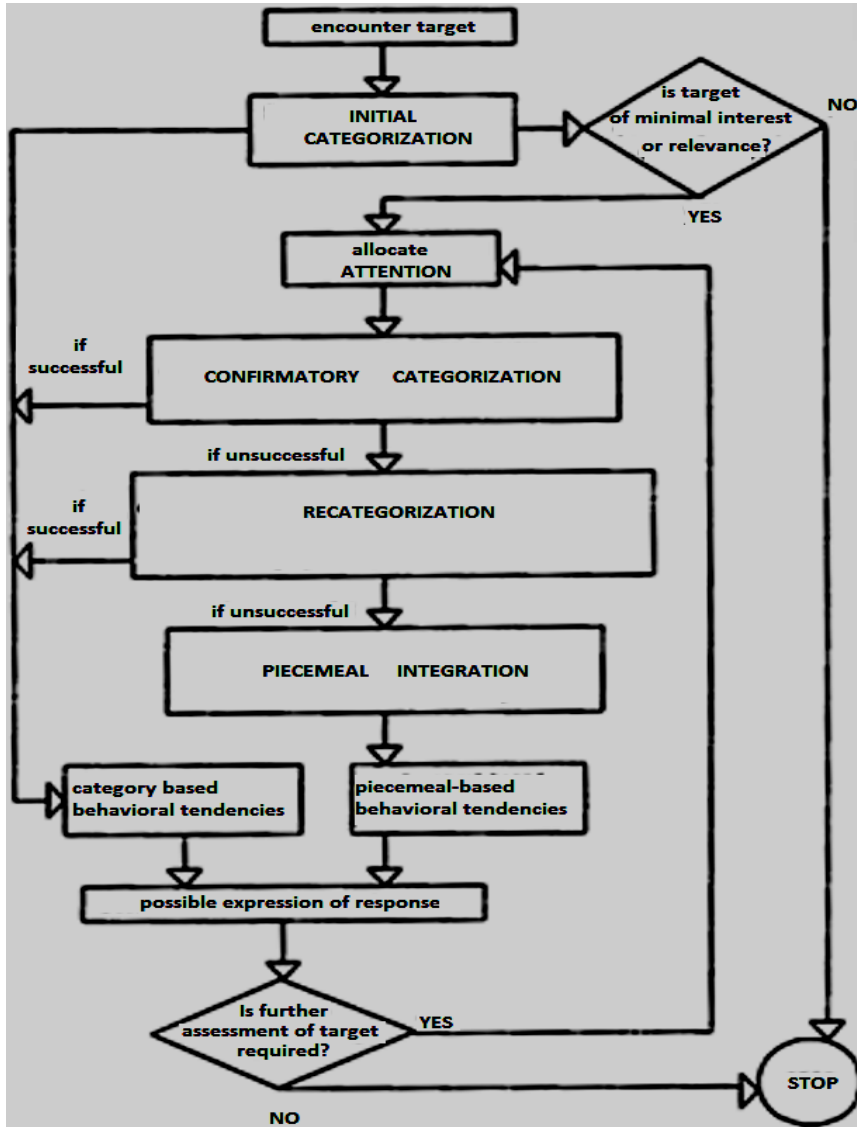 encounter target
INITIAL
CATEGORIZATION
is target
of minimal interest
or relevance?
NO
YES
allocate
ATTENTION
if
successful
CONFIRMATORY CATEGORIZATION
if unsuccessful
if
successful
RECATEGORIZATION
if unsuccessful
PIECEMEAL INTEGRATION
category based
behavioral tendencies
piecemeal-based
behavioral tendencies
possible expression of response
Is further
assessment of target
required?
YES
NO
STOP